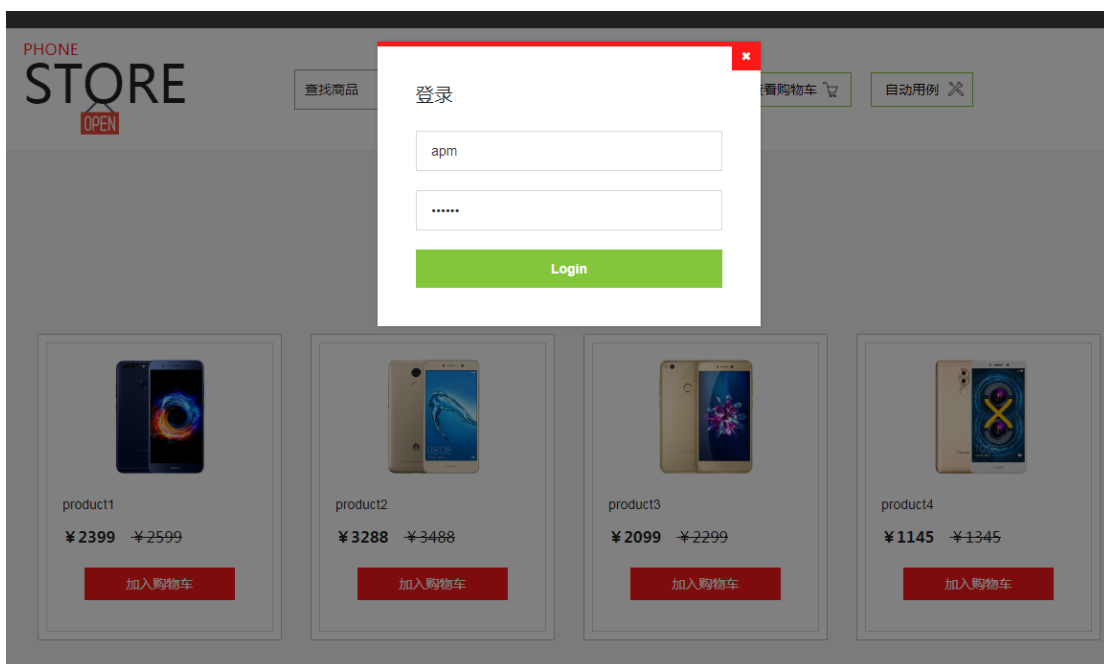 PHONE
STORE
OPEN
查找商品
看购物车
自动用例
登录
apm
••••••
Login
product1
¥2399 ¥2599
加入购物车
product2
¥3288 ¥3488
加入购物车
product3
¥2099 ¥2299
加入购物车
product4
¥1145 ¥1345
加入购物车